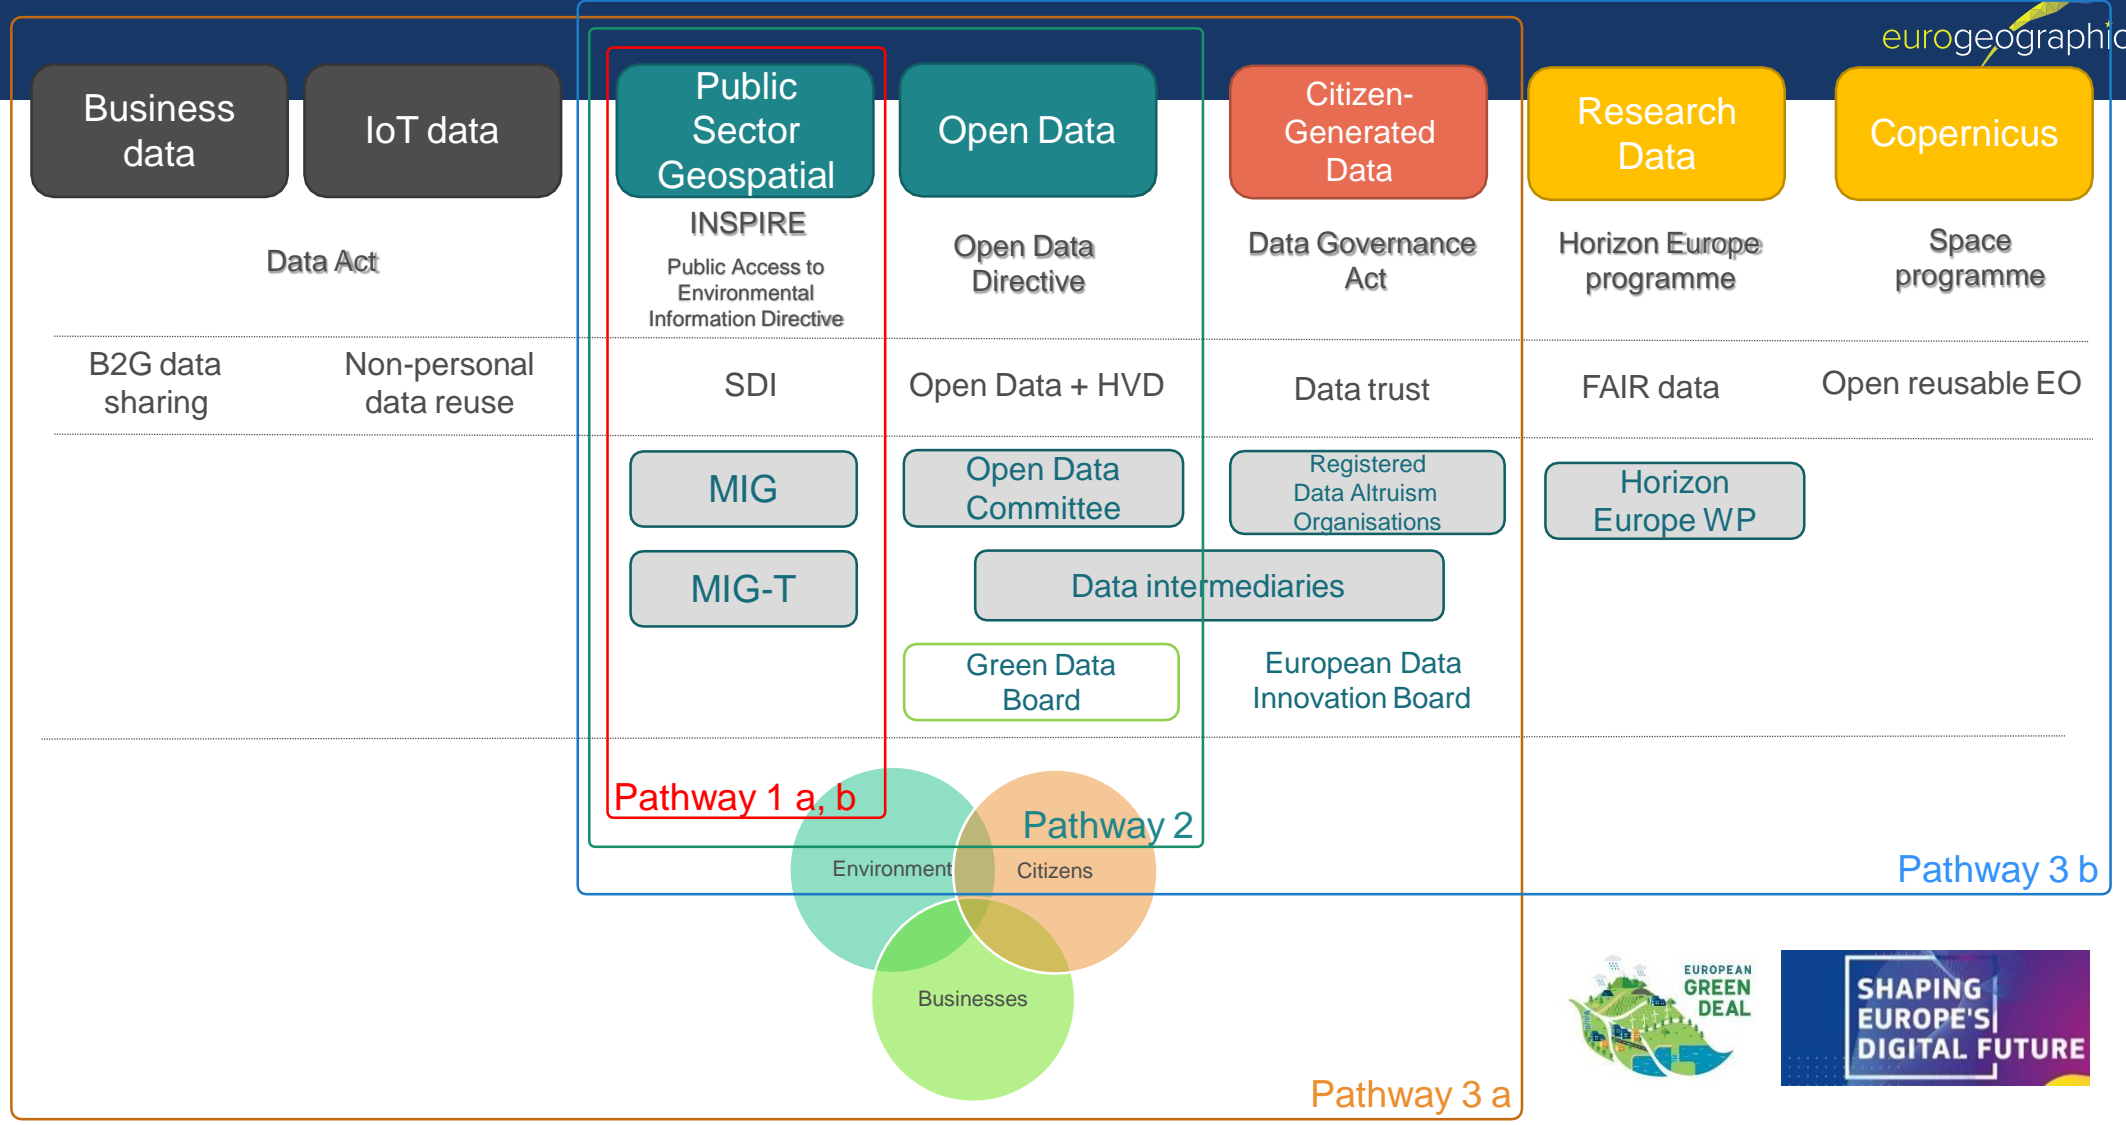 eurogeographic
Business
data
IoT data
Public
Sector
Geospatial
Open Data
Citizen-
Generated
Data
Research
Data
Copernicus
Data Act
INSPIRE
Public Access to
Environmental
Information Directive
Open Data
Directive
Data Governance
Act
Horizon Europe
programme
Space
programme
B2G data
sharing
Non-personal
data reuse
SDI
Open Data + HVD
Data trust
FAIR data
Open reusable EO
MIG
Open Data
Committee
Registered
Data Altruism
Organisations
Horizon
Europe WP
MIG-T
Data intermediaries
Green Data
Board
European Data
Innovation Board
Pathway 1 a, b
Pathway 2
Environment
Citizens
Pathway 3 b
Businesses
EUROPEAN
GREEN
DEAL
SHAPING
EUROPE'S
DIGITAL FUTURE
Pathway 3 a